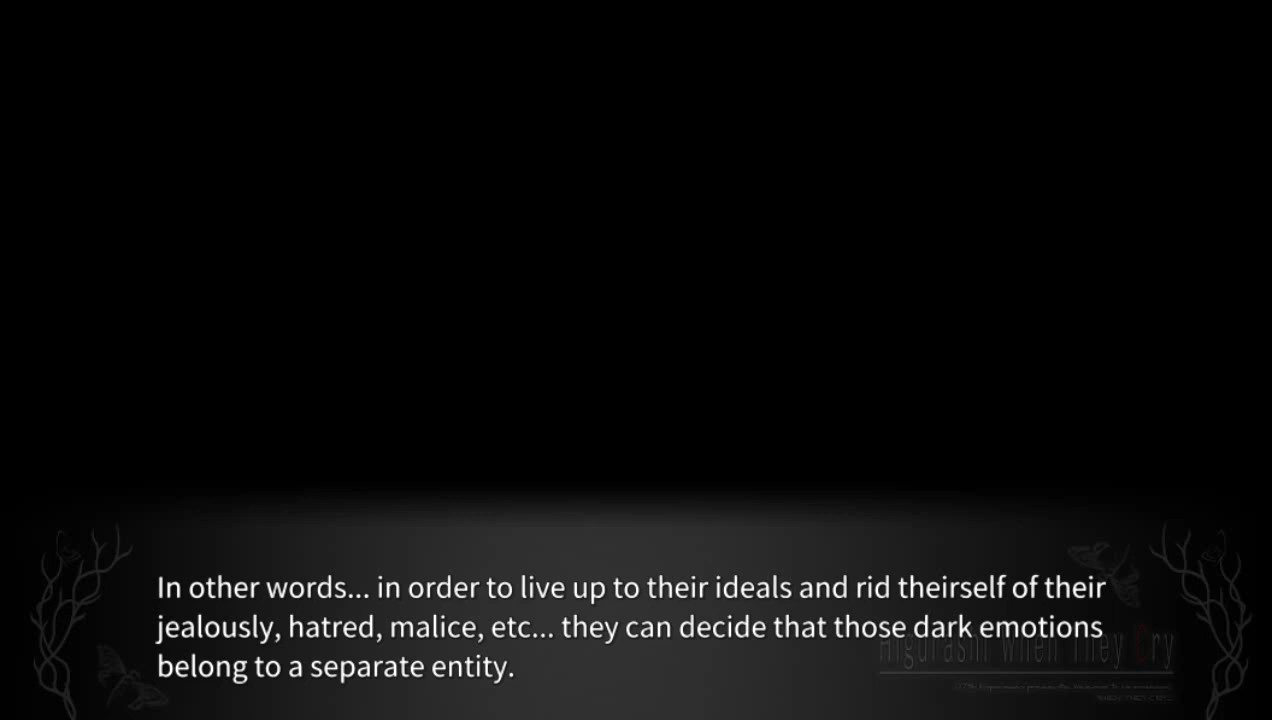 In other words... in order to live up to their ideals and rid theirself of their
jealously, hatred, malice, etc... they can decide that those dark emotions
belong to a separate entity.
Higurashi When They Cry